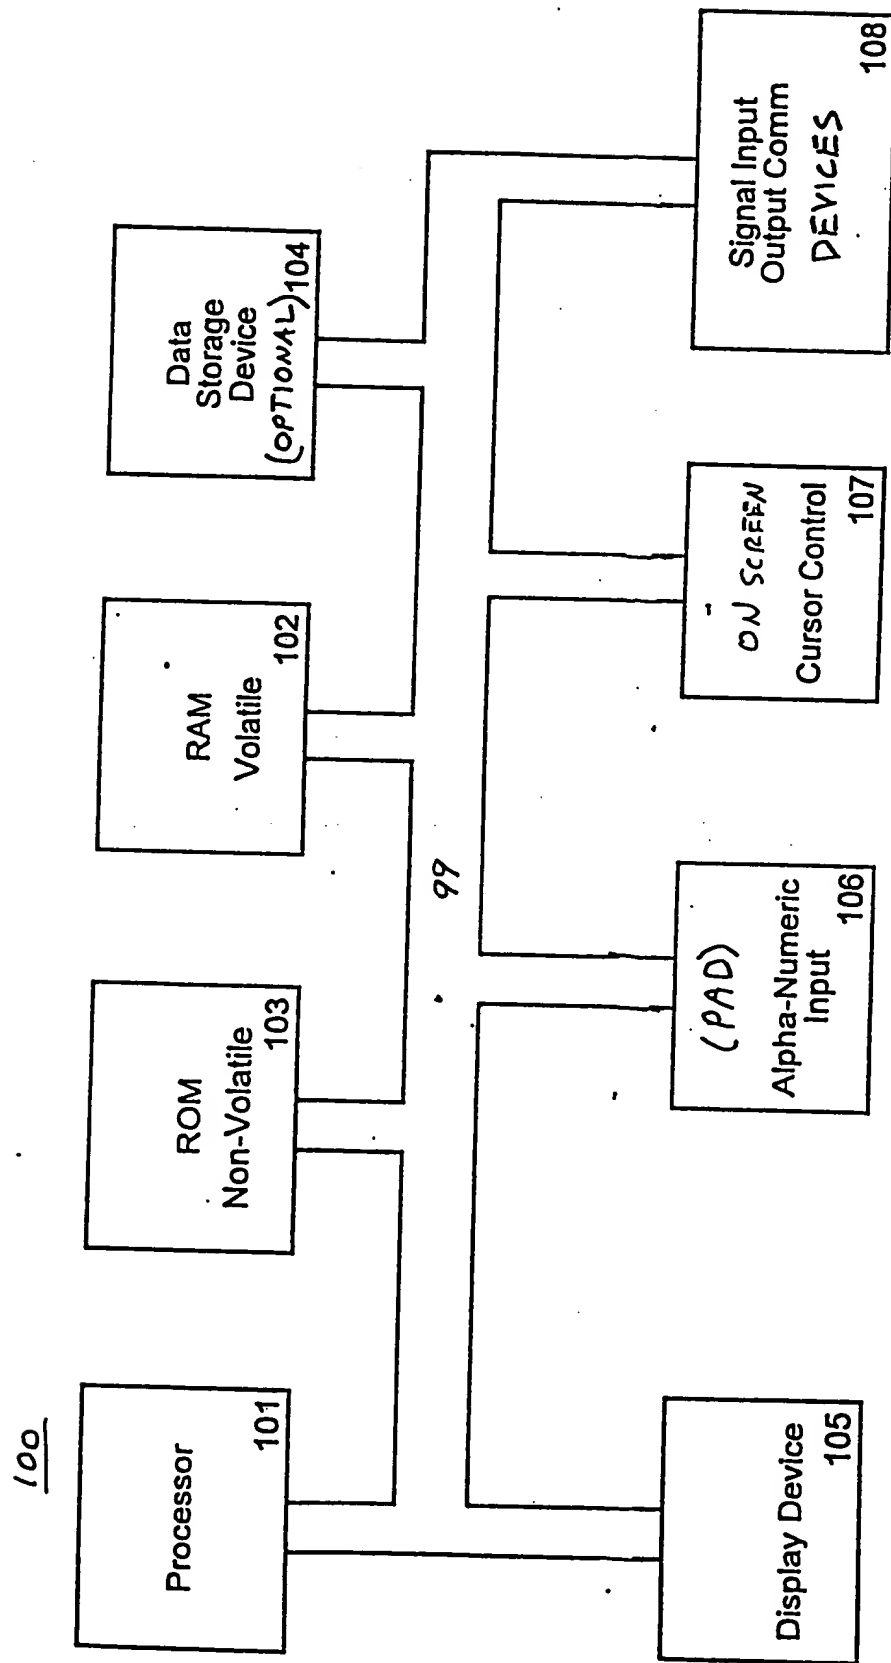 100
Processor
101
ROM
Non-Volatile
103
RAM
Volatile
102
Data
Storage
Device
(OPTIONAL)
104
99
Display Device
105
(PAD)
Alpha-Numeric
Input
106
ON SCREEN
Cursor Control
107
Signal Input
Output Comm
DEVICES
108